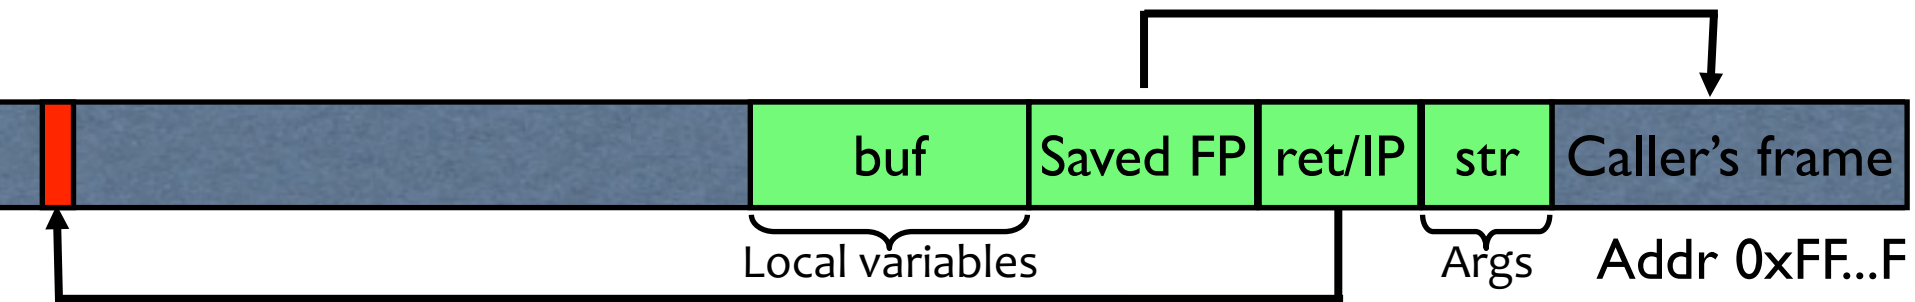 buf
Saved FP
ret/IP
str
Caller’s frame
Local variables
Args
Addr 0xFF...F